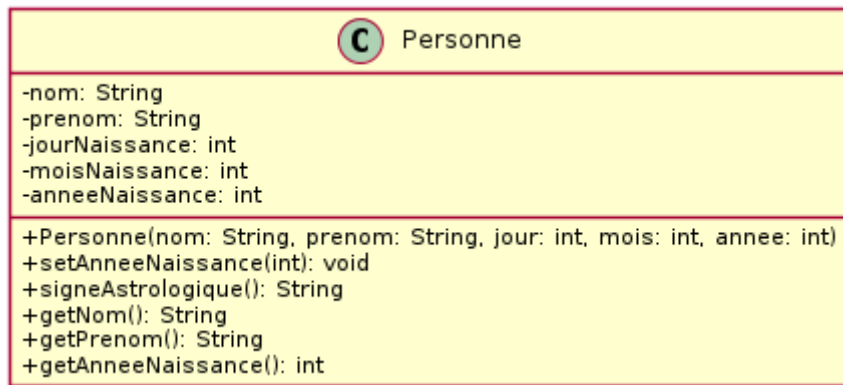 C Personne
-nom: String
-prenom: String
-jourNaissance: int
-moisNaissance: int
-anneeNaissance: int
+Personne(nom: String, prenom: String, jour: int, mois: int, annee: int)
+setAnneeNaissance(int): void
+signeAstrologique(): String
+getNom(): String
+getPrenom(): String
+getAnneeNaissance(): int